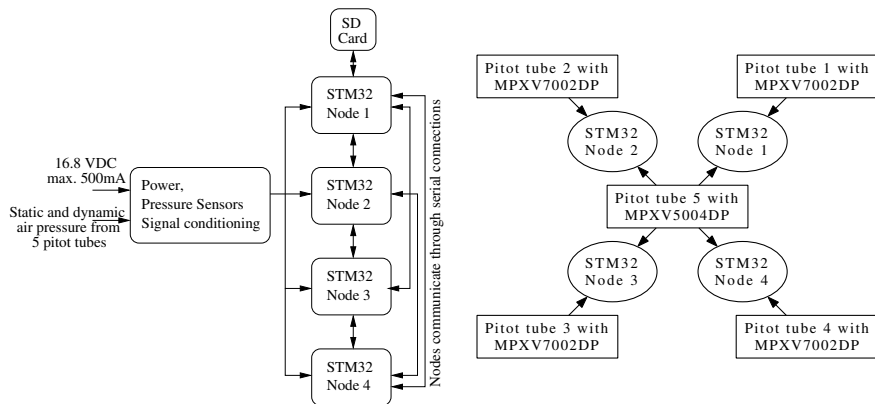 SD
Card
STM32
Node 1
STM32
Node 2
STM32
Node 3
STM32
Node 4
16.8 VDC
max. 500mA
Static and dynamic
air pressure from
5 pitot tubes
Power,
Pressure Sensors
Signal conditioning
Nodes communicate through serial connections
Pitot tube 2 with
MPXV7002DP
Pitot tube 1 with
MPXV7002DP
STM32
Node 2
STM32
Node 1
Pitot tube 5 with
MPXV5004DP
STM32
Node 3
STM32
Node 4
Pitot tube 3 with
MPXV7002DP
Pitot tube 4 with
MPXV7002DP